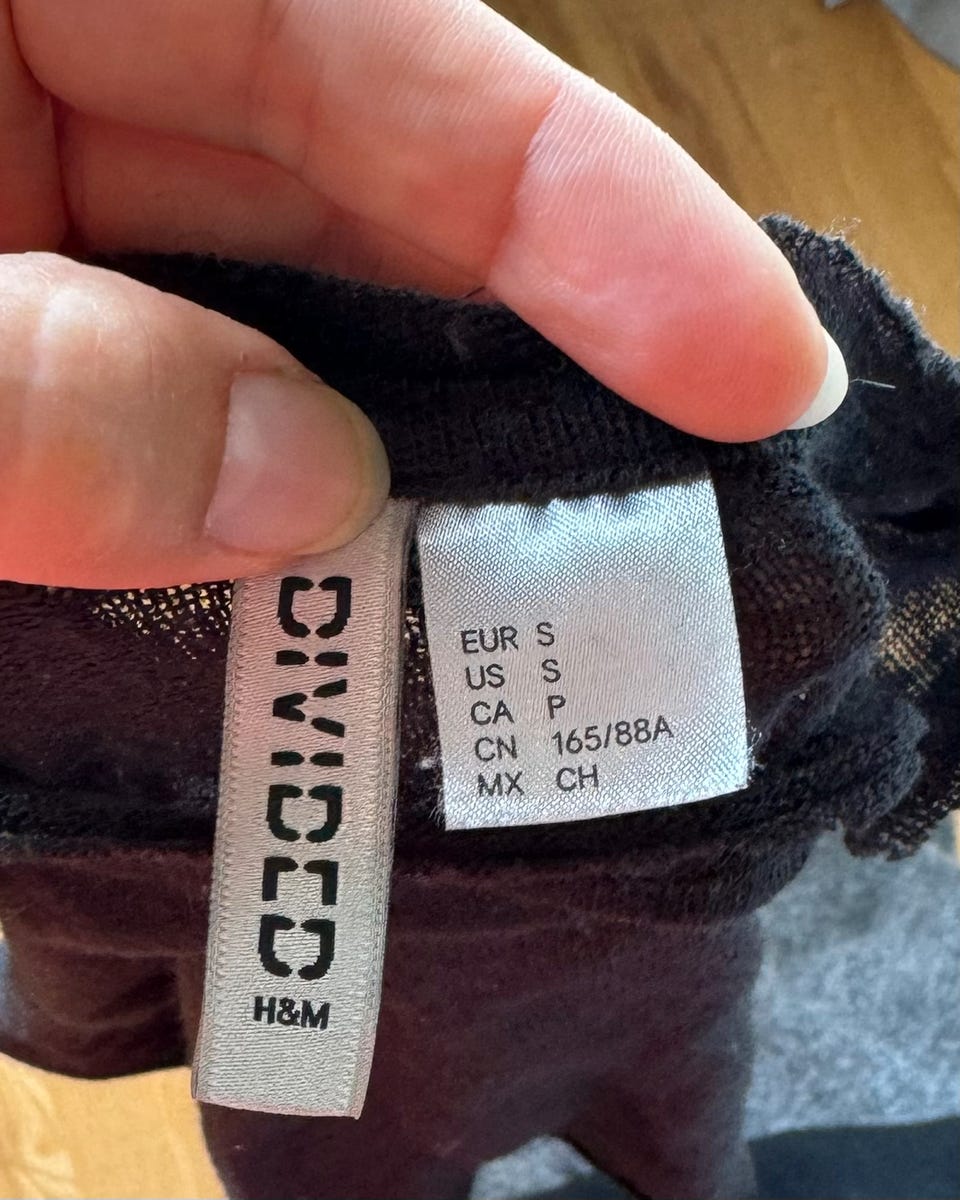 DIVIDED
H&M
EUR S
US S
CA P
CN 165/88A
MX CH